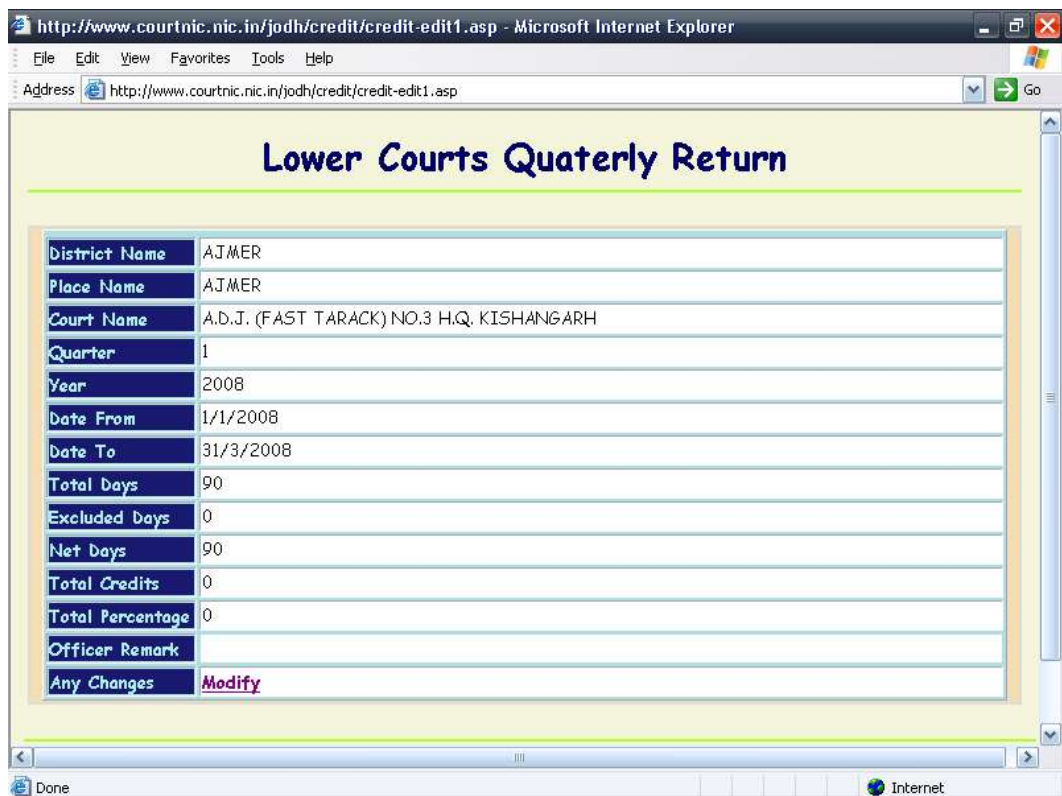 http://www.courtnic.nic.in/jodh/credit/credit-edit1.asp - Microsoft Internet Explorer
File Edit View Favorites Tools Help
Address http://www.courtnic.nic.in/jodh/credit/credit-edit1.asp Go
Lower Courts Quaterly Return
District Name AJMER
Place Name AJMER
Court Name A.D.J. (FAST TARACK) NO.3 H.Q. KISHANGARH
Quarter 1
Year 2008
Date From 1/1/2008
Date To 31/3/2008
Total Days 90
Excluded Days 0
Net Days 90
Total Credits 0
Total Percentage 0
Officer Remark
Any Changes Modify
Done Internet